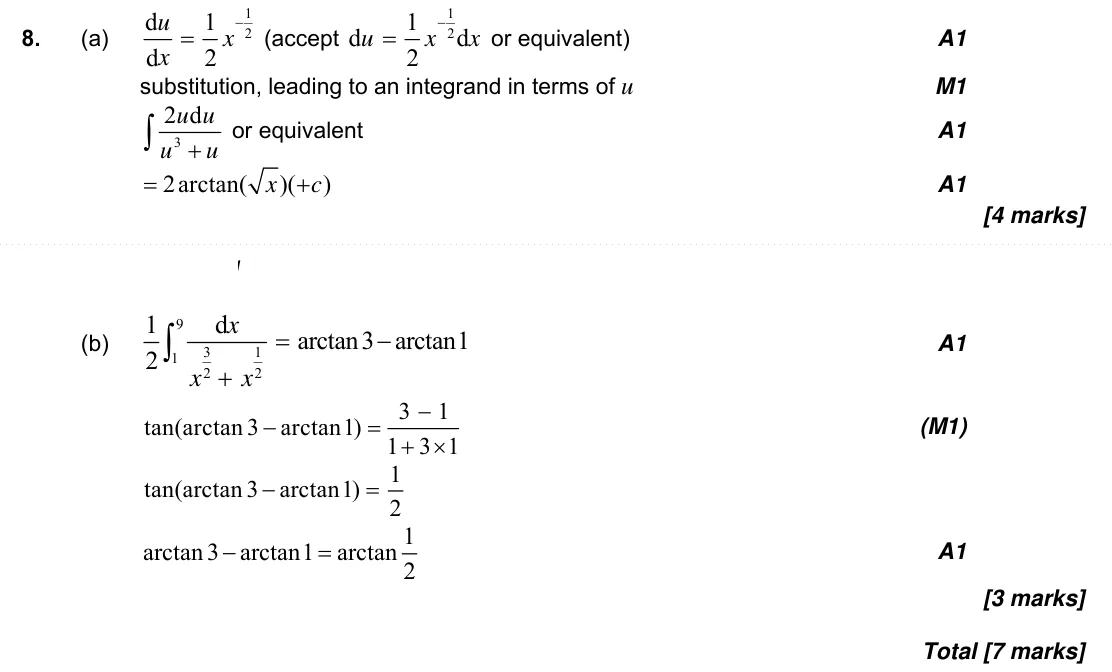 8. (a) du/dx = 1/2 x^(-1/2) (accept du = 1/2 x^(-1/2) dx or equivalent) A1
substitution, leading to an integrand in terms of u M1
∫ 2udu/(u³ + u) or equivalent A1
= 2 arctan(√x)(+c) A1
[4 marks]
(b) 1/2 ∫₁⁹ dx/(x^(3/2) + x^(1/2)) = arctan 3 − arctan 1 A1
tan(arctan 3 − arctan 1) = (3 − 1)/(1 + 3 × 1) (M1)
tan(arctan 3 − arctan 1) = 1/2
arctan 3 − arctan 1 = arctan 1/2 A1
[3 marks]
Total [7 marks]